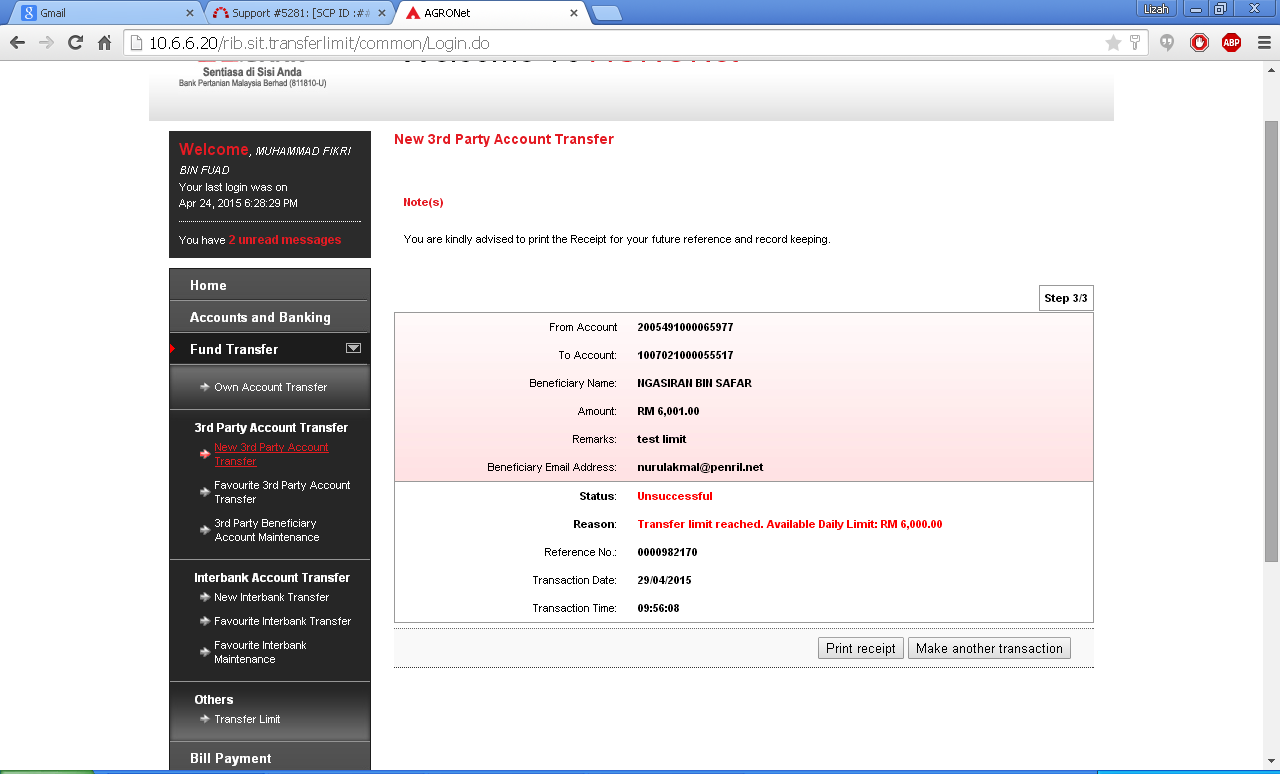 Gmail
Support #5281: [SCP ID :##
AGRONet
Lizah
10.6.6.20/rib.sit.transferlimit/common/Login.do
ABP
Sentiasa di Sisi Anda
Bank Pertanian Malaysia Berhad (811810-U)
Welcome, MUHAMMAD FIKRI
BIN FUAD
Your last login was on
Apr 24, 2015 6:28:29 PM
You have 2 unread messages
Home
Accounts and Banking
Fund Transfer
Own Account Transfer
3rd Party Account Transfer
New 3rd Party Account
Transfer
Favourite 3rd Party Account
Transfer
3rd Party Beneficiary
Account Maintenance
Interbank Account Transfer
New Interbank Transfer
Favourite Interbank Transfer
Favourite Interbank
Maintenance
Others
Transfer Limit
Bill Payment
New 3rd Party Account Transfer
Note(s)
You are kindly advised to print the Receipt for your future reference and record keeping.
Step 3/3
From Account 2005491000065977
To Account: 1007021000055517
Beneficiary Name: NGASIRAN BIN SAFAR
Amount: RM 6,001.00
Remarks: test limit
Beneficiary Email Address: nurulakmal@penril.net
Status: Unsuccessful
Reason: Transfer limit reached. Available Daily Limit: RM 6,000.00
Reference No.: 0000982170
Transaction Date: 29/04/2015
Transaction Time: 09:56:08
Print receipt Make another transaction